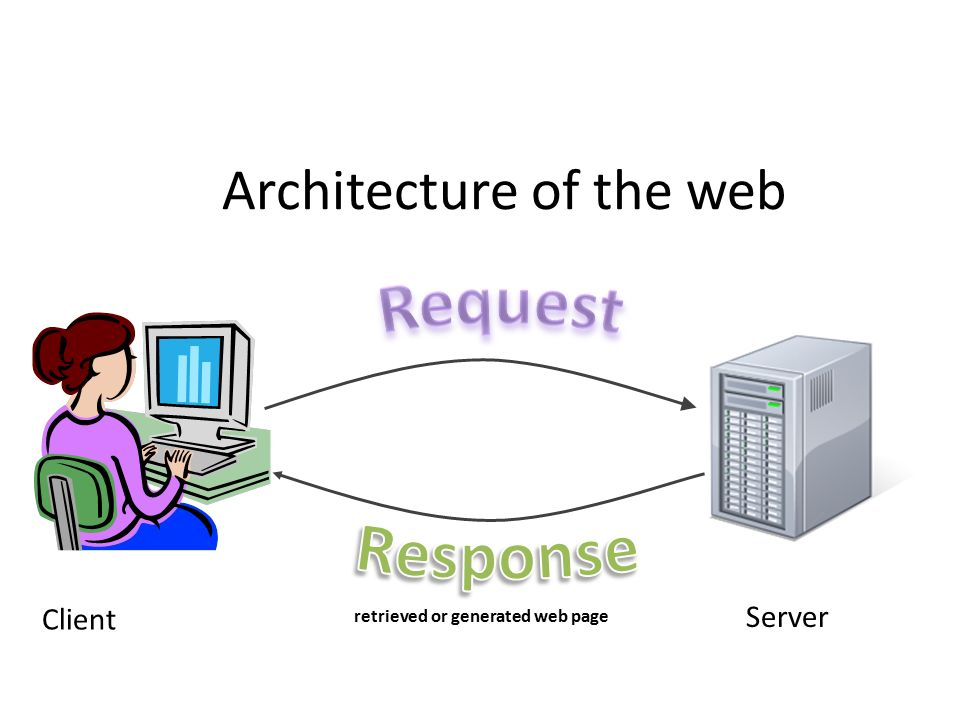 Architecture of the web
Request
Response
retrieved or generated web page
Client
Server